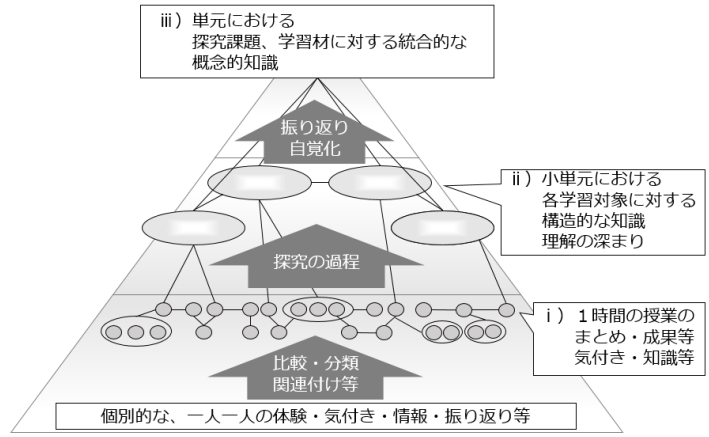 ⅲ）単元における
探究課題、学習材に対する統合的な
概念的知識
振り返り
自覚化
ⅱ）小単元における
各学習対象に対する
構造的な知識
理解の深まり
探究の過程
ⅰ）１時間の授業の
まとめ・成果等
気付き・知識等
比較・分類
関連付け等
個別的な、一人一人の体験・気付き・情報・振り返り等